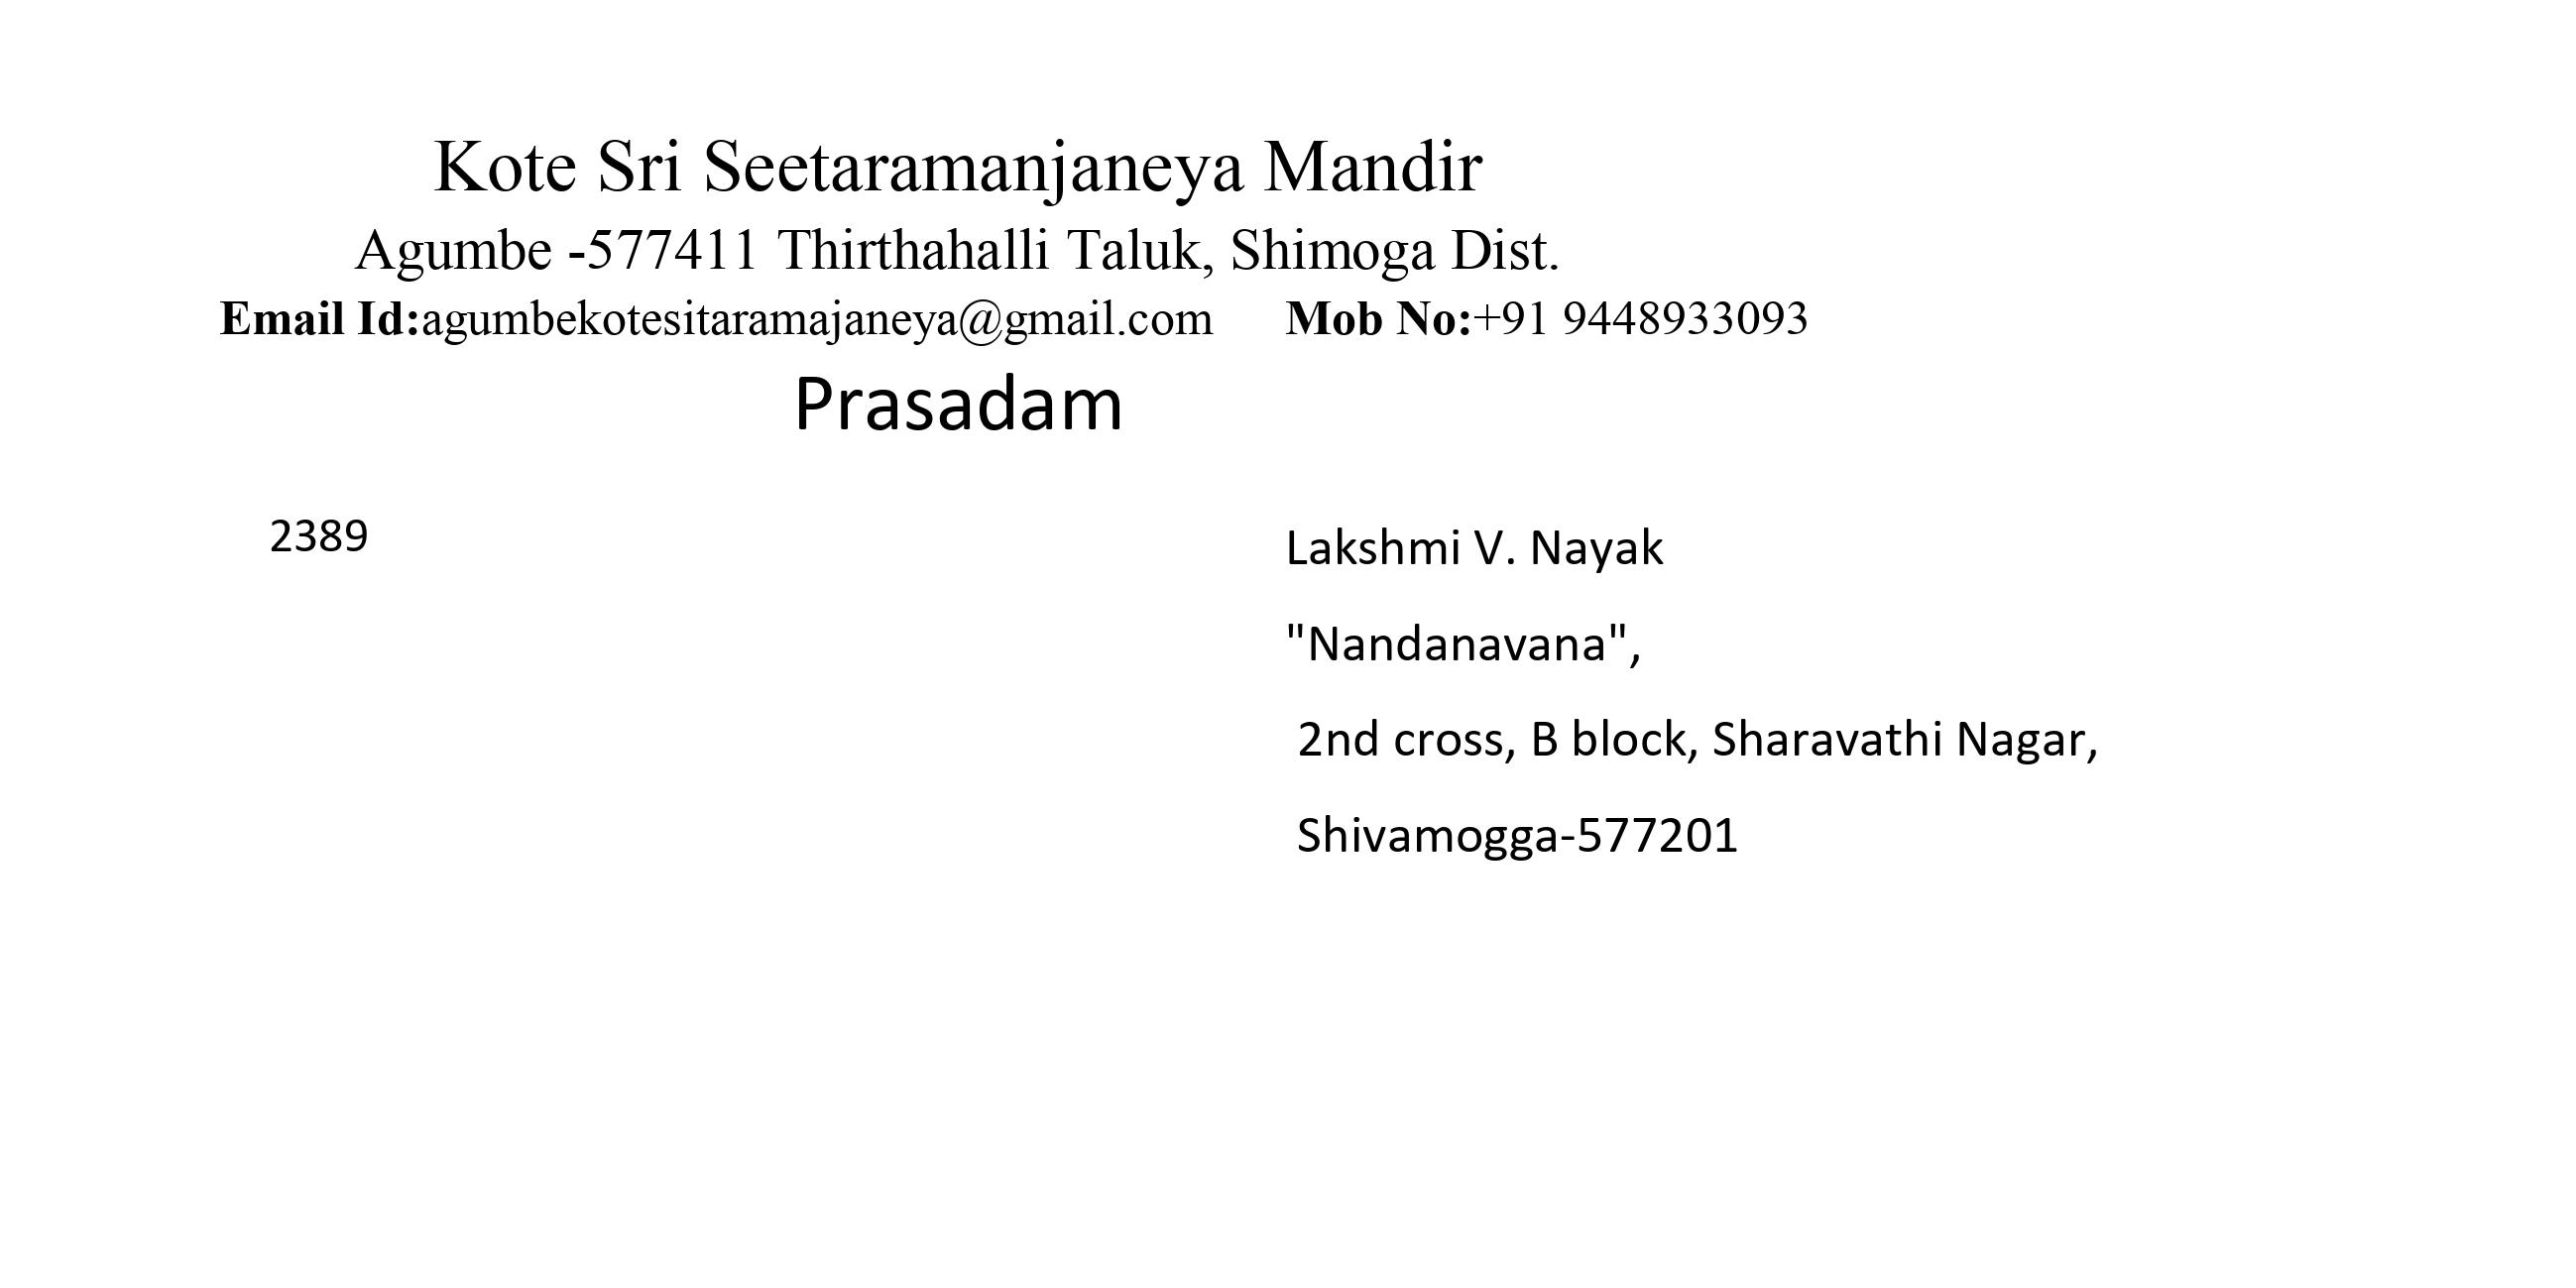 Kote Sri Seetaramanjaneya Mandir
Agumbe -577411 Thirthahalli Taluk, Shimoga Dist.
Email Id:agumbekotesitaramajaneya@gmail.com Mob No:+91 9448933093
Prasadam
2389
Lakshmi V. Nayak
"Nandanavana",
2nd cross, B block, Sharavathi Nagar,
Shivamogga-577201